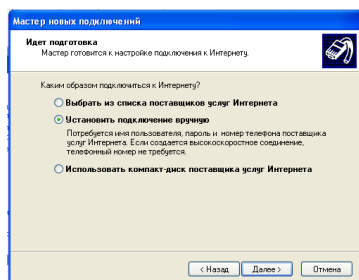 Мастер новых подключений
Идет подготовка
Мастер готовится к настройке подключения к Интернету.
Каким образом подключиться к Интернету?
Выбрать из списка поставщиков услуг Интернета
Установить подключение вручную
Потребуется имя пользователя, пароль и номер телефона поставщика
услуг Интернета. Если создается высокоскоростное соединение,
телефонный номер не требуется.
Использовать компакт-диск поставщика услуг Интернета
< Назад Далее > Отмена